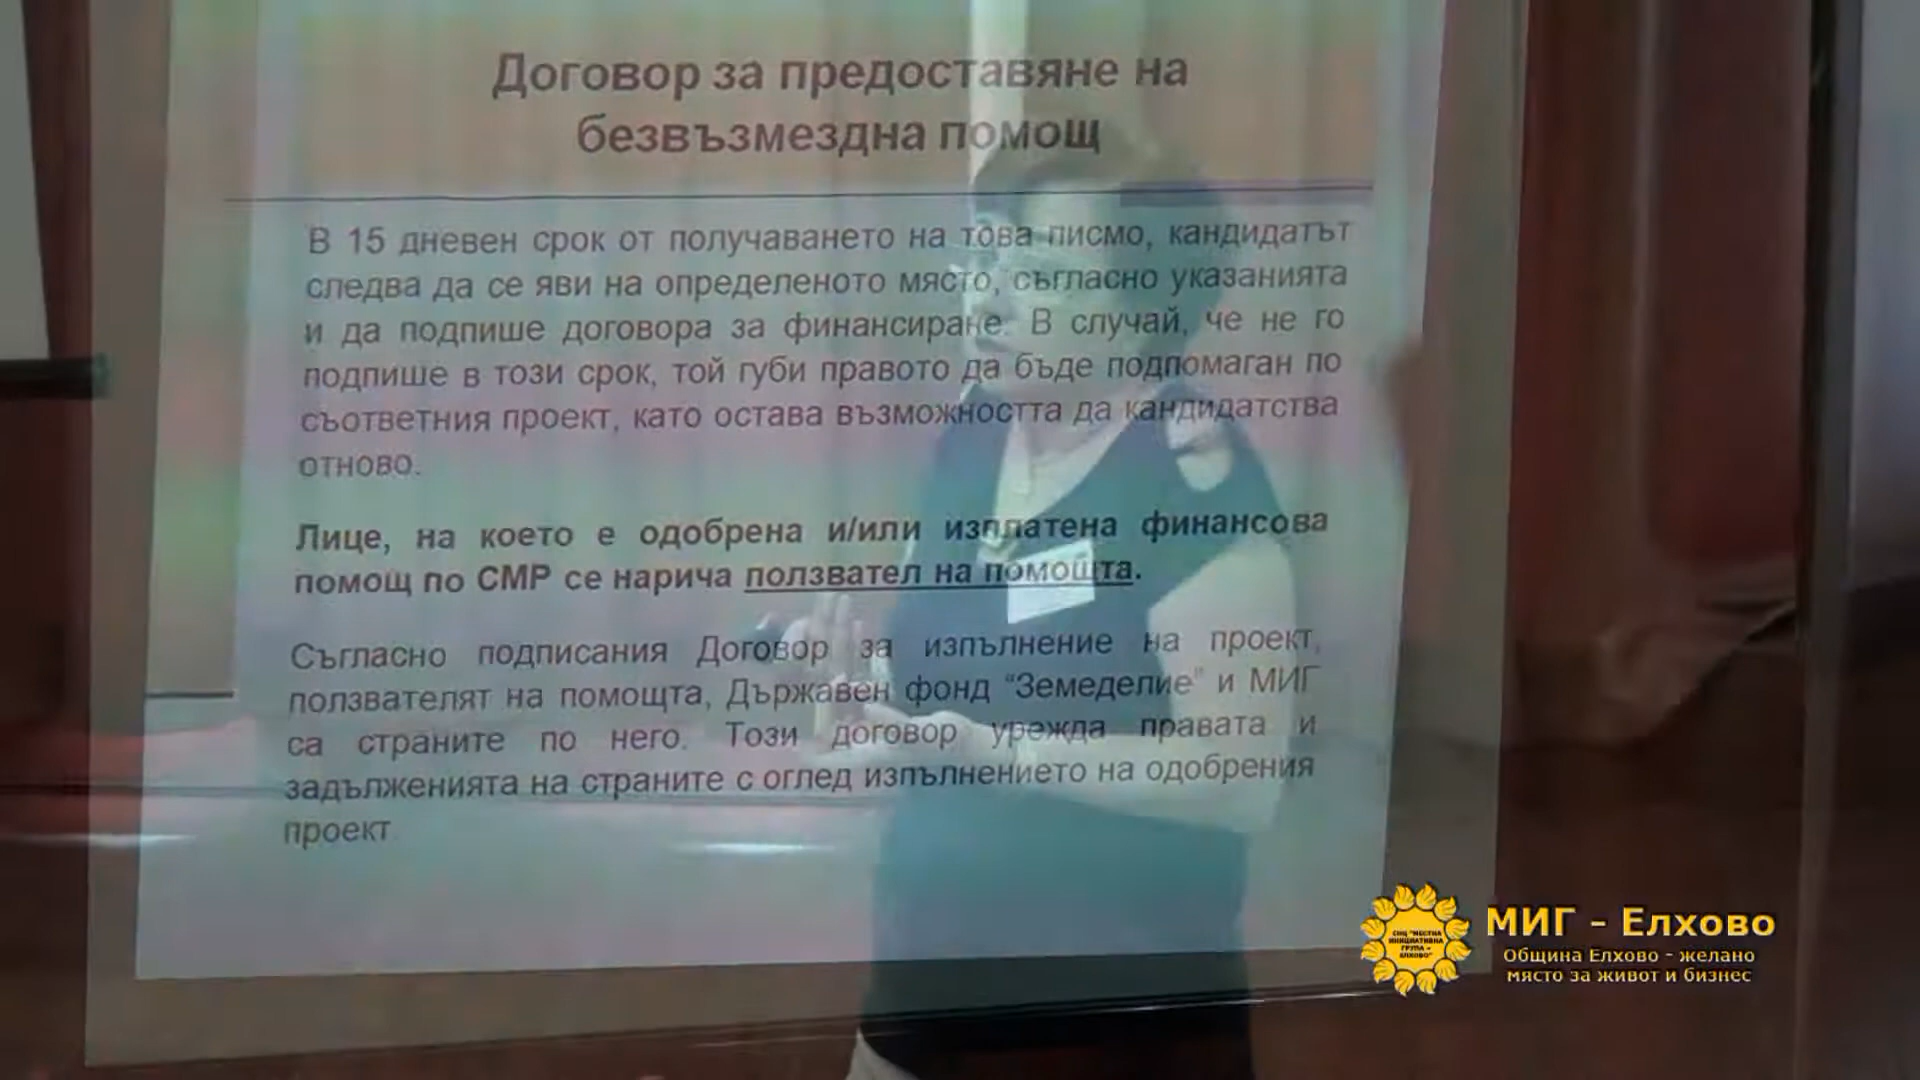 Договор за предоставяне на
безвъзмездна помощ
В 15 дневен срок от получаването на това писмо, кандидатът
следва да се яви на определеното място, съгласно указанията
и да подпише договора за финансиране. В случай, че не го
подпише в този срок, той губи правото да бъде подпомаган по
съответния проект, като остава възможността да кандидатства
отново.
Лице, на което е одобрена и/или изплатена финансова
помощ по СМР се нарича ползвател на помощта.
Съгласно подписания Договор за изпълнение на проект,
ползвателят на помощта, Държавен фонд “Земеделие” и МИГ
са страните по него. Този договор урежда правата и
задълженията на страните с оглед изпълнението на одобрения
проект
СНЦ "МЕСТНА
ИНИЦИАТИВНА
ГРУПА -
ЕЛХОВО"
МИГ - Елхово
Община Елхово - желано
място за живот и бизнес